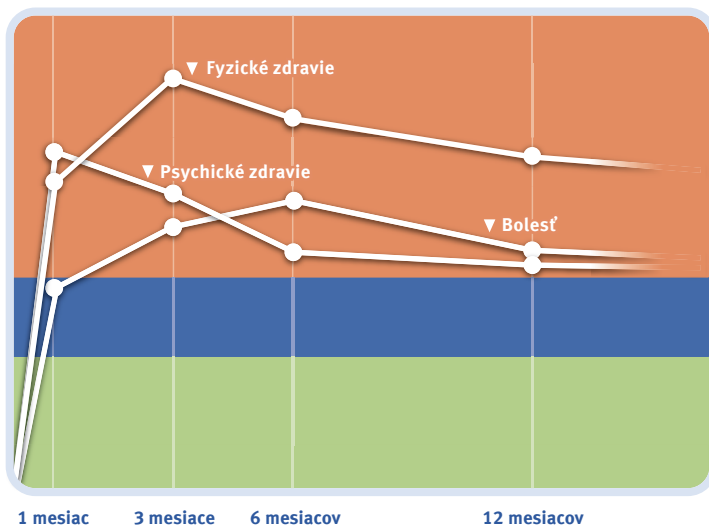 ▼ Fyzické zdravie
▼ Psychické zdravie
▼ Bolesť
1 mesiac 3 mesiace 6 mesiacov 12 mesiacov